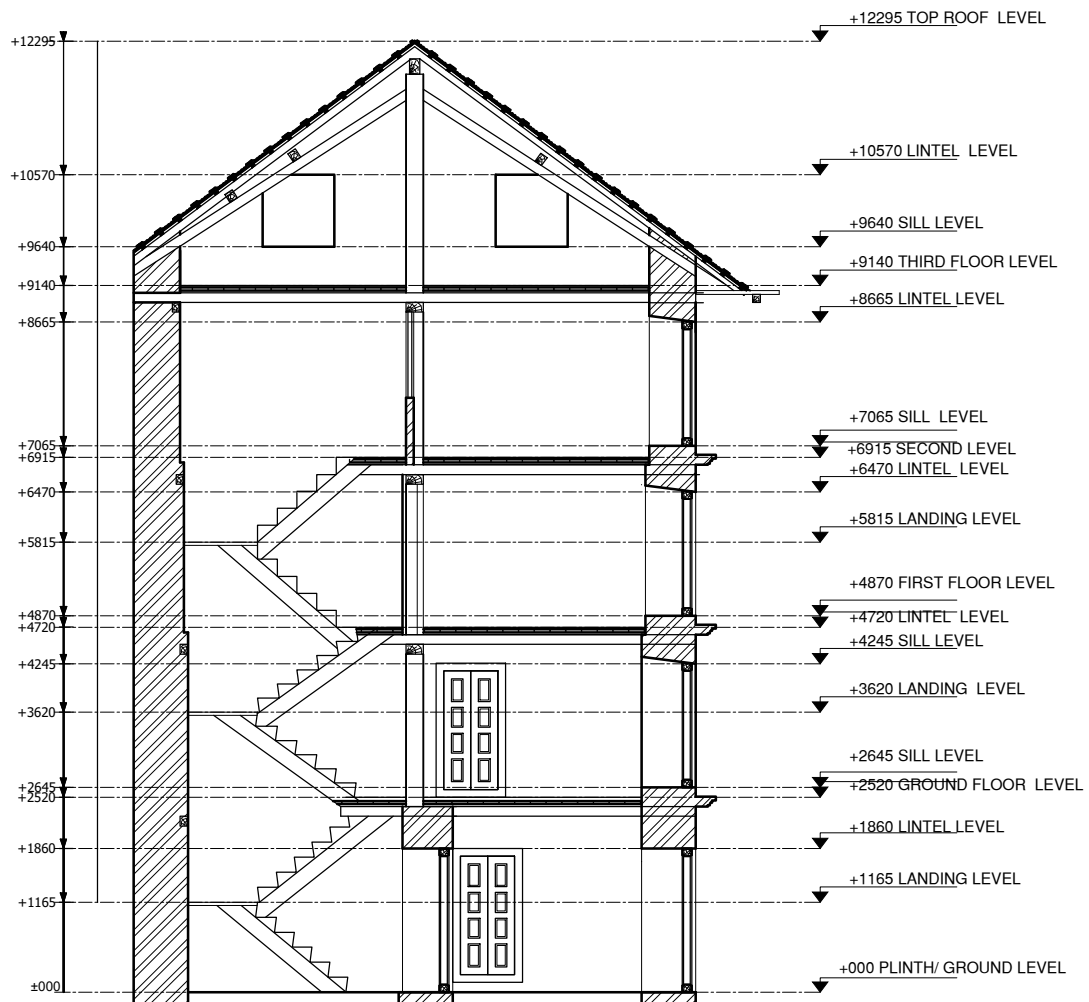 +12295
+12295 TOP ROOF LEVEL
+10570
+10570 LINTEL LEVEL
+9640
+9640 SILL LEVEL
+9140
+9140 THIRD FLOOR LEVEL
+8665
+8665 LINTEL LEVEL
+7065
+7065 SILL LEVEL
+6915
+6915 SECOND LEVEL
+6470
+6470 LINTEL LEVEL
+5815
+5815 LANDING LEVEL
+4870
+4870 FIRST FLOOR LEVEL
+4720
+4720 LINTEL LEVEL
+4245
+4245 SILL LEVEL
+3620
+3620 LANDING LEVEL
+2645
+2645 SILL LEVEL
+2520
+2520 GROUND FLOOR LEVEL
+1860
+1860 LINTEL LEVEL
+1165
+1165 LANDING LEVEL
±000
+000 PLINTH/ GROUND LEVEL